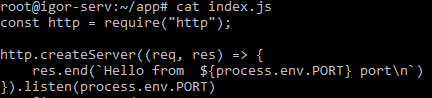 root@igor-serv:~/app# cat index.js
const http = require("http");
http.createServer((req, res) => {
    res.end(`Hello from  ${process.env.PORT} port\n`)
}).listen(process.env.PORT)